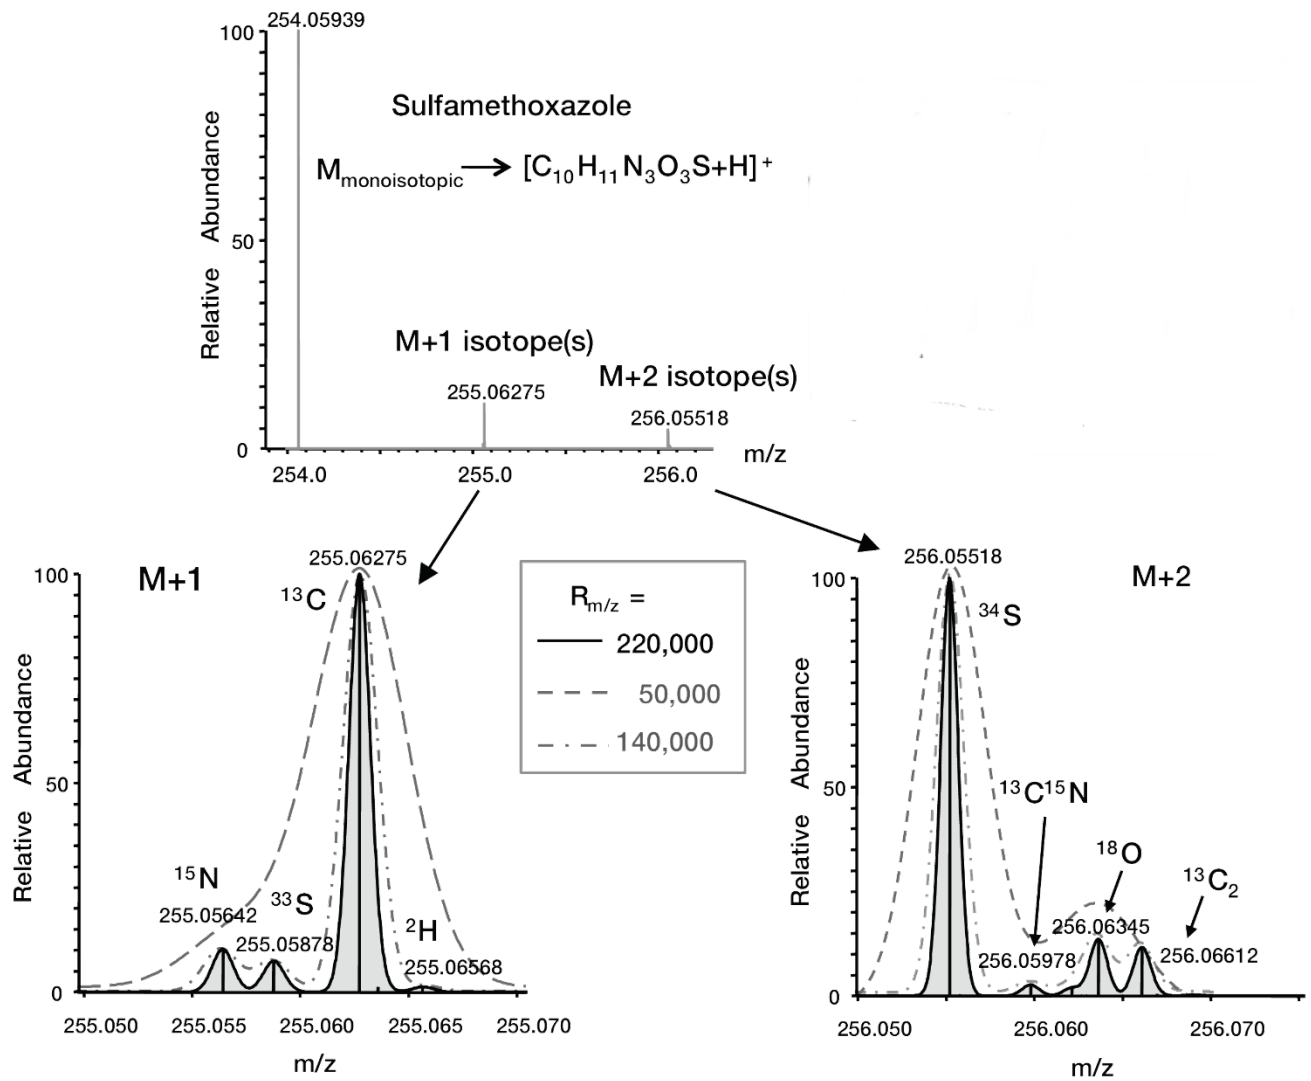 254.05939
100
Sulfamethoxazole
M monoisotopic → [C₁₀H₁₁N₃O₃S+H]⁺
Relative Abundance
50
M+1 isotope(s)
M+2 isotope(s)
255.06275
256.05518
0
m/z
254.0 255.0 256.0
M+1
255.06275
100
¹³C
Relative Abundance
50
¹⁵N
³³S
255.05642
255.05878
²H
255.06568
0
255.050 255.055 255.060 255.065 255.070
m/z
R m/z =
220,000
50,000
140,000
256.05518
M+2
100
³⁴S
Relative Abundance
50
¹³C¹⁵N
¹⁸O
¹³C₂
256.06345
256.05978
256.06612
0
256.050 256.060 256.070
m/z